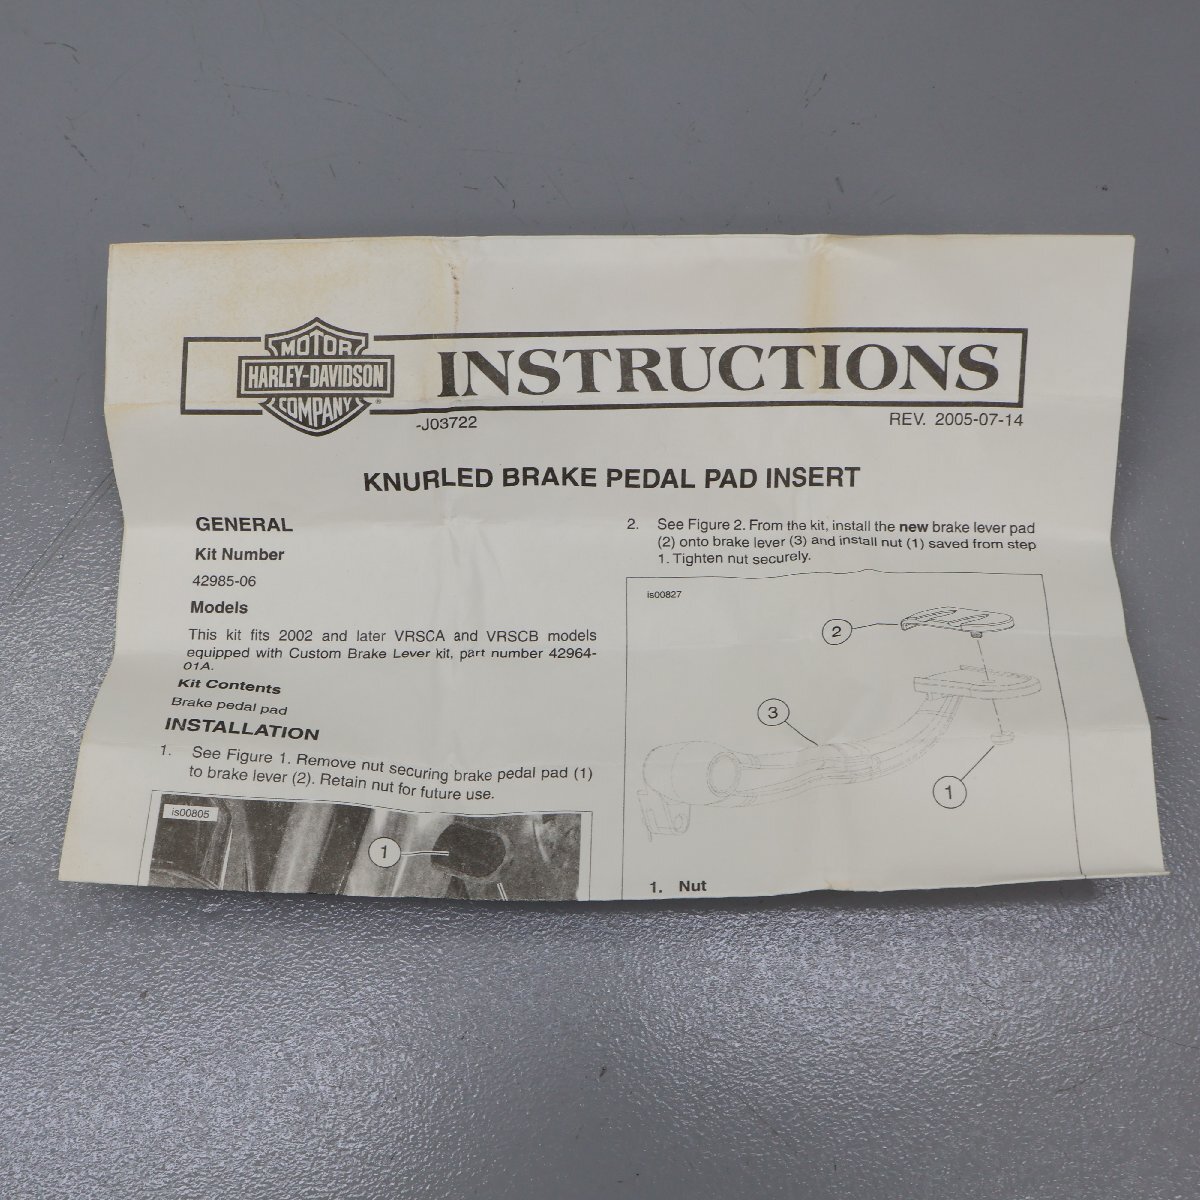 MOTOR
HARLEY-DAVIDSON
COMPANY
®
INSTRUCTIONS
-J03722
REV. 2005-07-14
KNURLED BRAKE PEDAL PAD INSERT
GENERAL
Kit Number
42985-06
Models
This kit fits 2002 and later VRSCA and VRSCB models
equipped with Custom Brake Lever kit, part number 42964-
01A.
Kit Contents
Brake pedal pad
INSTALLATION
1. See Figure 1. Remove nut securing brake pedal pad (1)
to brake lever (2). Retain nut for future use.
is00805
1
2. See Figure 2. From the kit, install the new brake lever pad
(2) onto brake lever (3) and install nut (1) saved from step
1. Tighten nut securely.
is00827
2
3
1
1. Nut